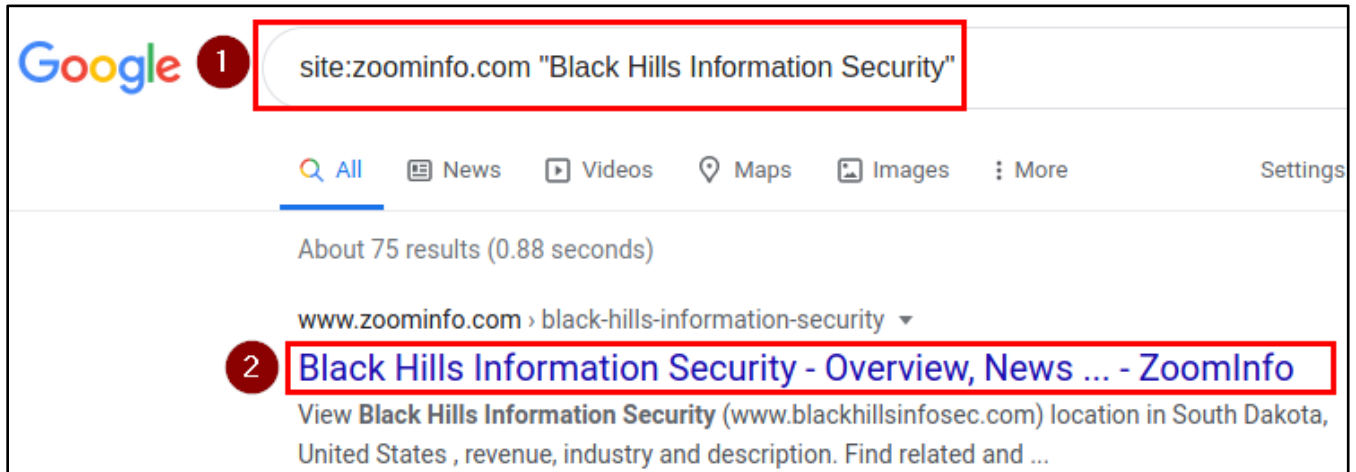 Google 1 site:zoominfo.com "Black Hills Information Security"
All News Videos Maps Images More Settings
About 75 results (0.88 seconds)
www.zoominfo.com › black-hills-information-security
2 Black Hills Information Security - Overview, News ... - ZoomInfo
View Black Hills Information Security (www.blackhillsinfosec.com) location in South Dakota,
United States , revenue, industry and description. Find related and ...